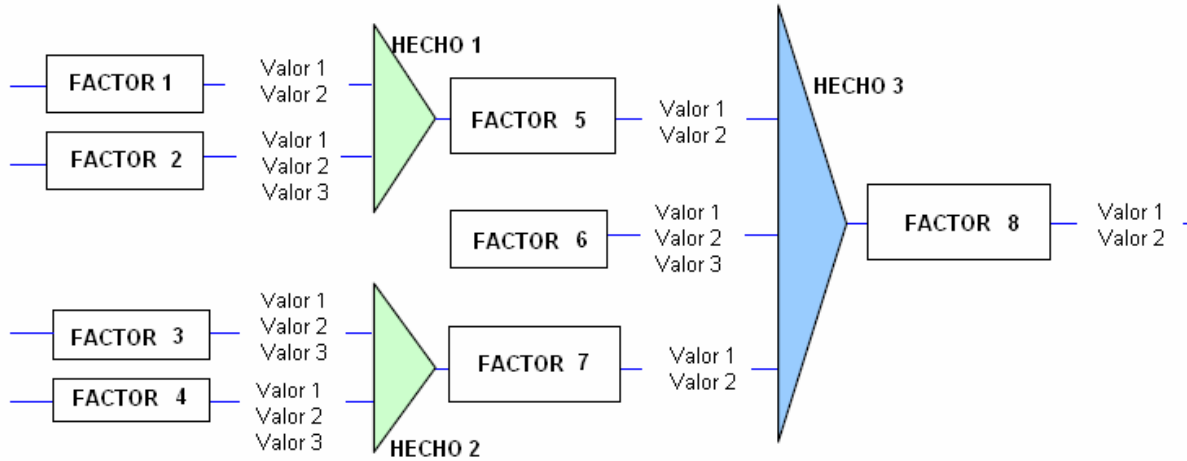 HECHO 1
FACTOR 1
Valor 1
Valor 2
FACTOR 2
Valor 1
Valor 2
Valor 3
FACTOR 5
Valor 1
Valor 2
HECHO 3
FACTOR 6
Valor 1
Valor 2
Valor 3
FACTOR 8
Valor 1
Valor 2
FACTOR 3
Valor 1
Valor 2
Valor 3
FACTOR 4
Valor 1
Valor 2
Valor 3
FACTOR 7
Valor 1
Valor 2
HECHO 2